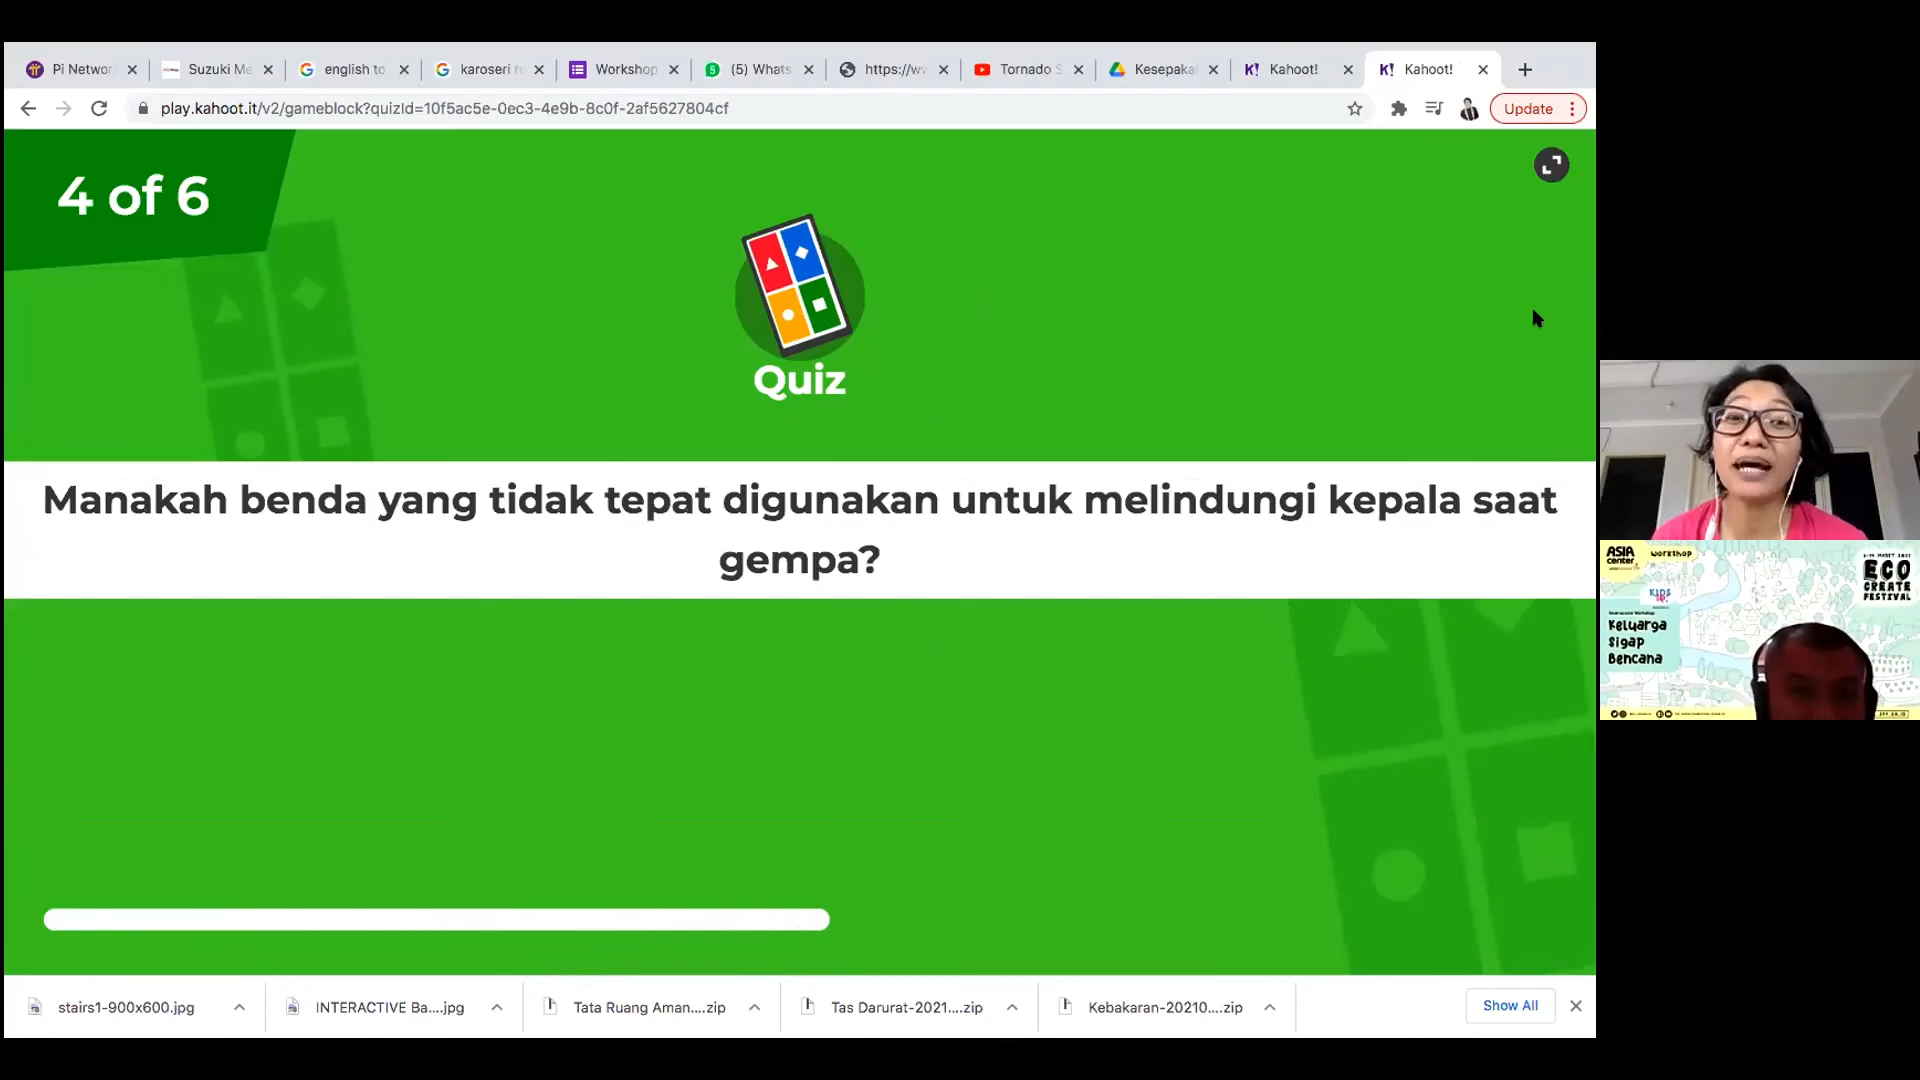 Pi Networ
Suzuki Me
english to
karoseri re
Workshop
(5) Whats
https://w
Tornado S
Kesepaka
K! Kahoot!
K! Kahoot!
play.kahoot.it/v2/gameblock?quizId=10f5ac5e-0ec3-4e9b-8c0f-2af5627804cf
Update
4 of 6
Quiz
Manakah benda yang tidak tepat digunakan untuk melindungi kepala saat
gempa?
ASIA
center
Workshop
ECO
CREATE
FESTIVAL
KIDS
Keluarga
Sigap
Bencana
stairs1-900x600.jpg
INTERACTIVE Ba....jpg
Tata Ruang Aman....zip
Tas Darurat-2021....zip
Kebakaran-20210....zip
Show All